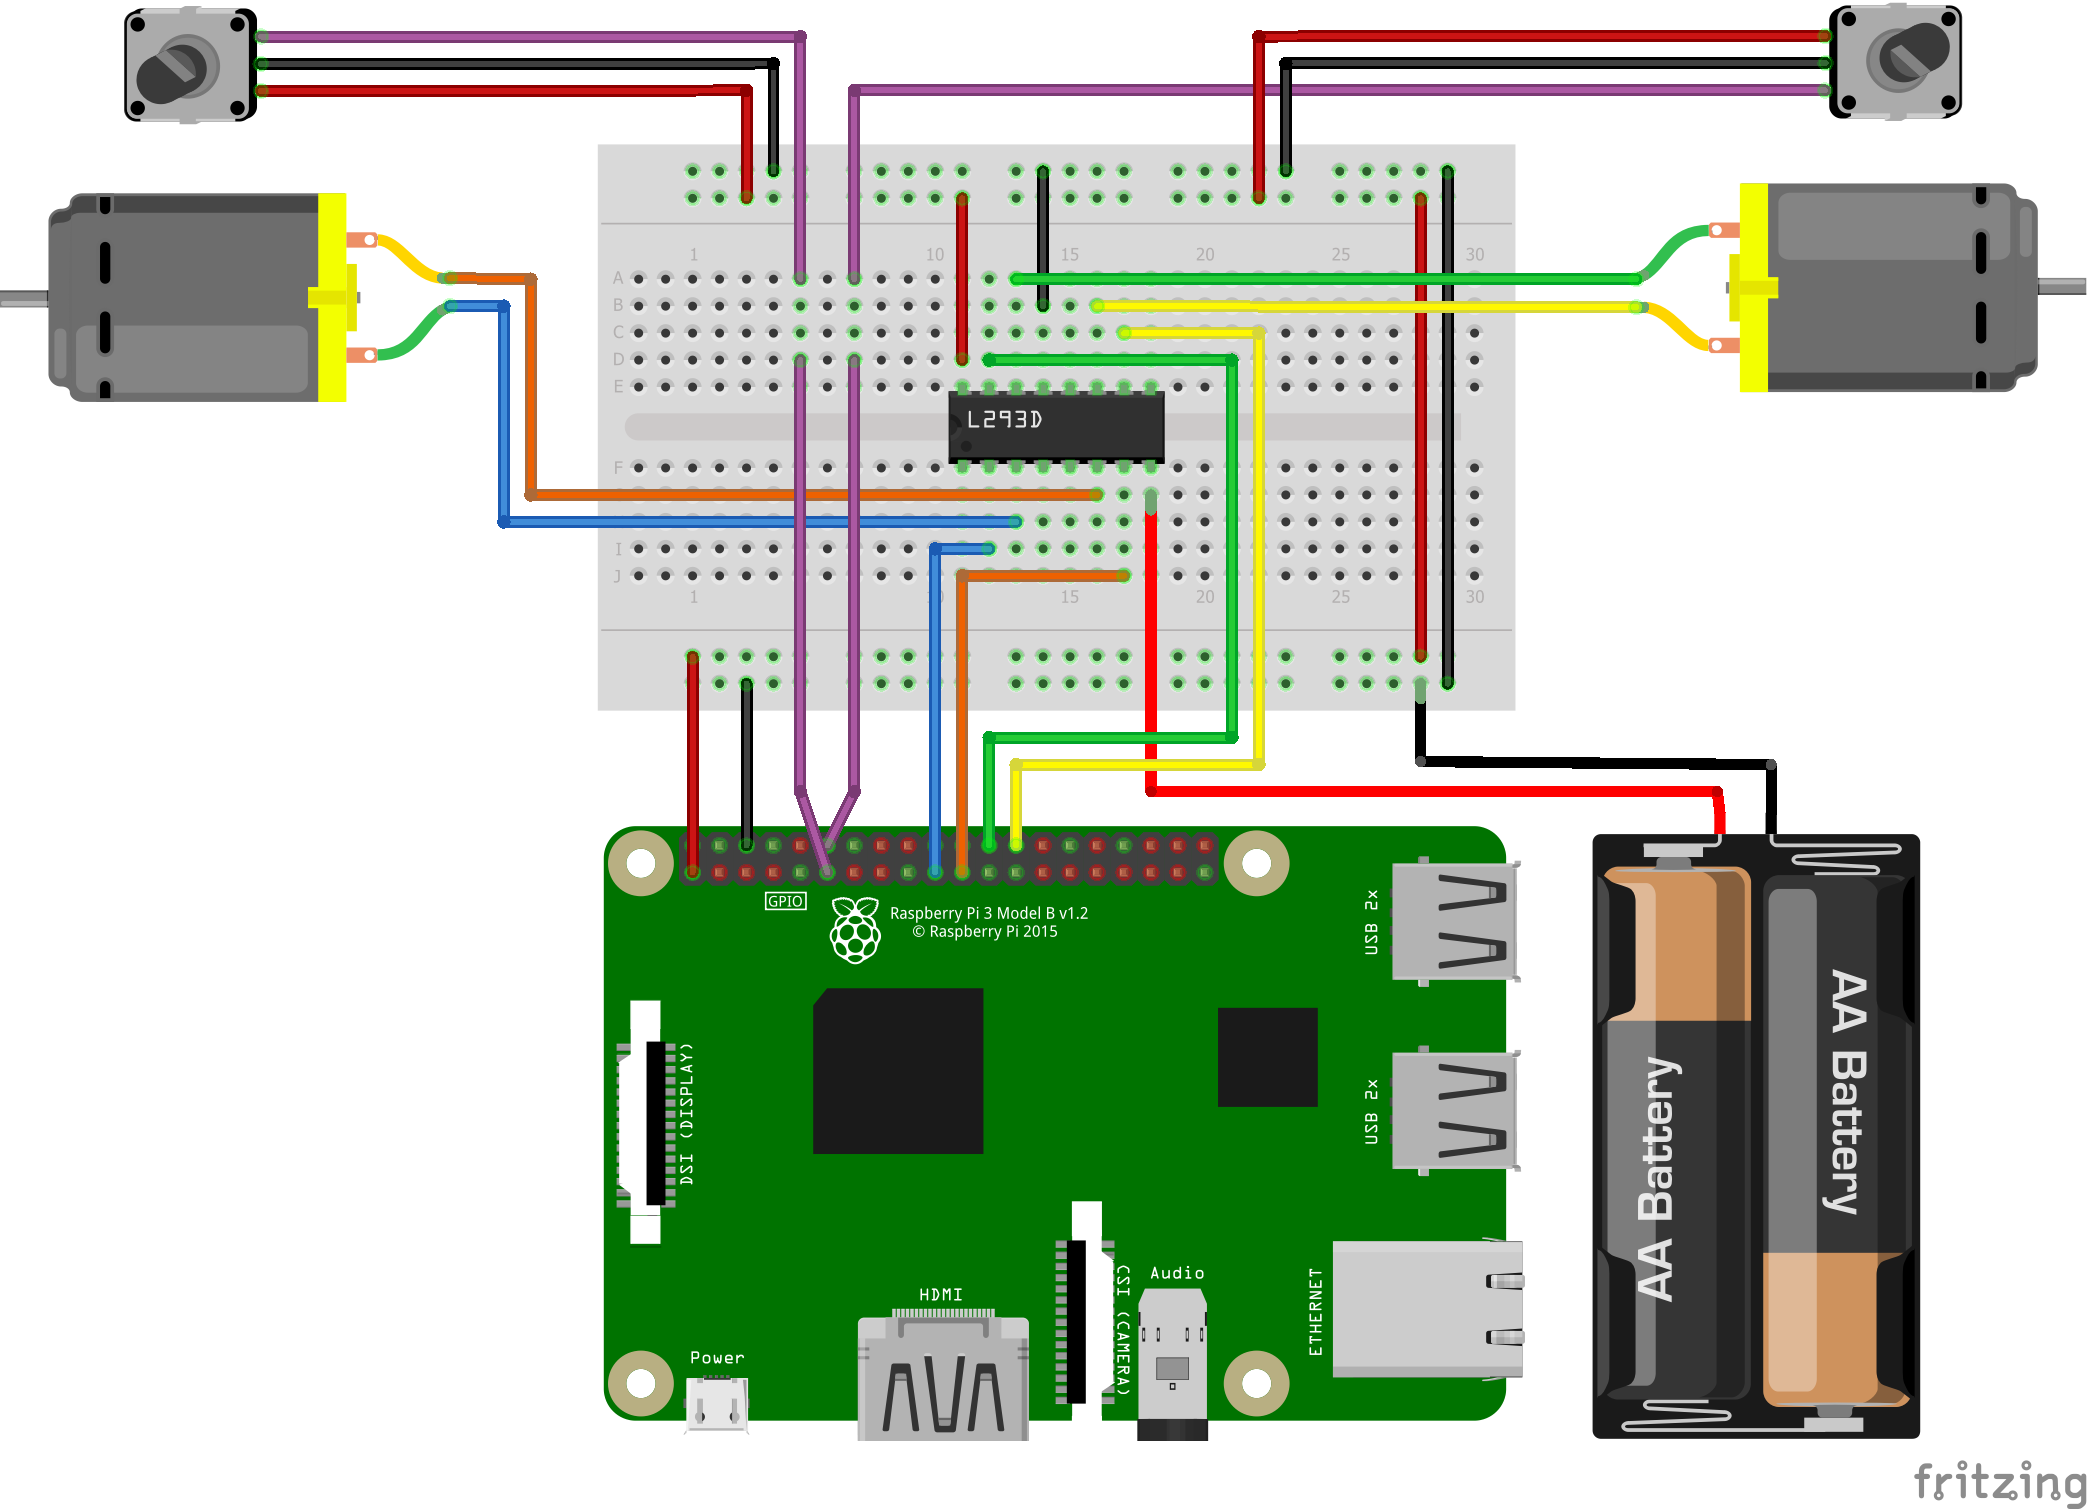 1 10 15 20 25 30
A
B
C
D
E
L293D
F
I
J
1 15 20 25 30
GPIO
Raspberry Pi 3 Model B v1.2
© Raspberry Pi 2015
USB 2x
DSI (DISPLAY)
USB 2x
AA Battery
AA Battery
CSI (CAMERA)
Audio
ETHERNET
HDMI
Power
fritzing